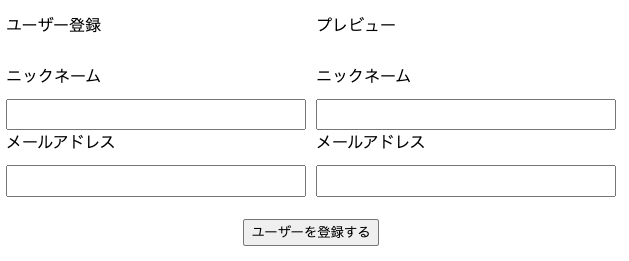 ユーザー登録
ニックネーム
メールアドレス
プレビュー
ニックネーム
メールアドレス
ユーザーを登録する